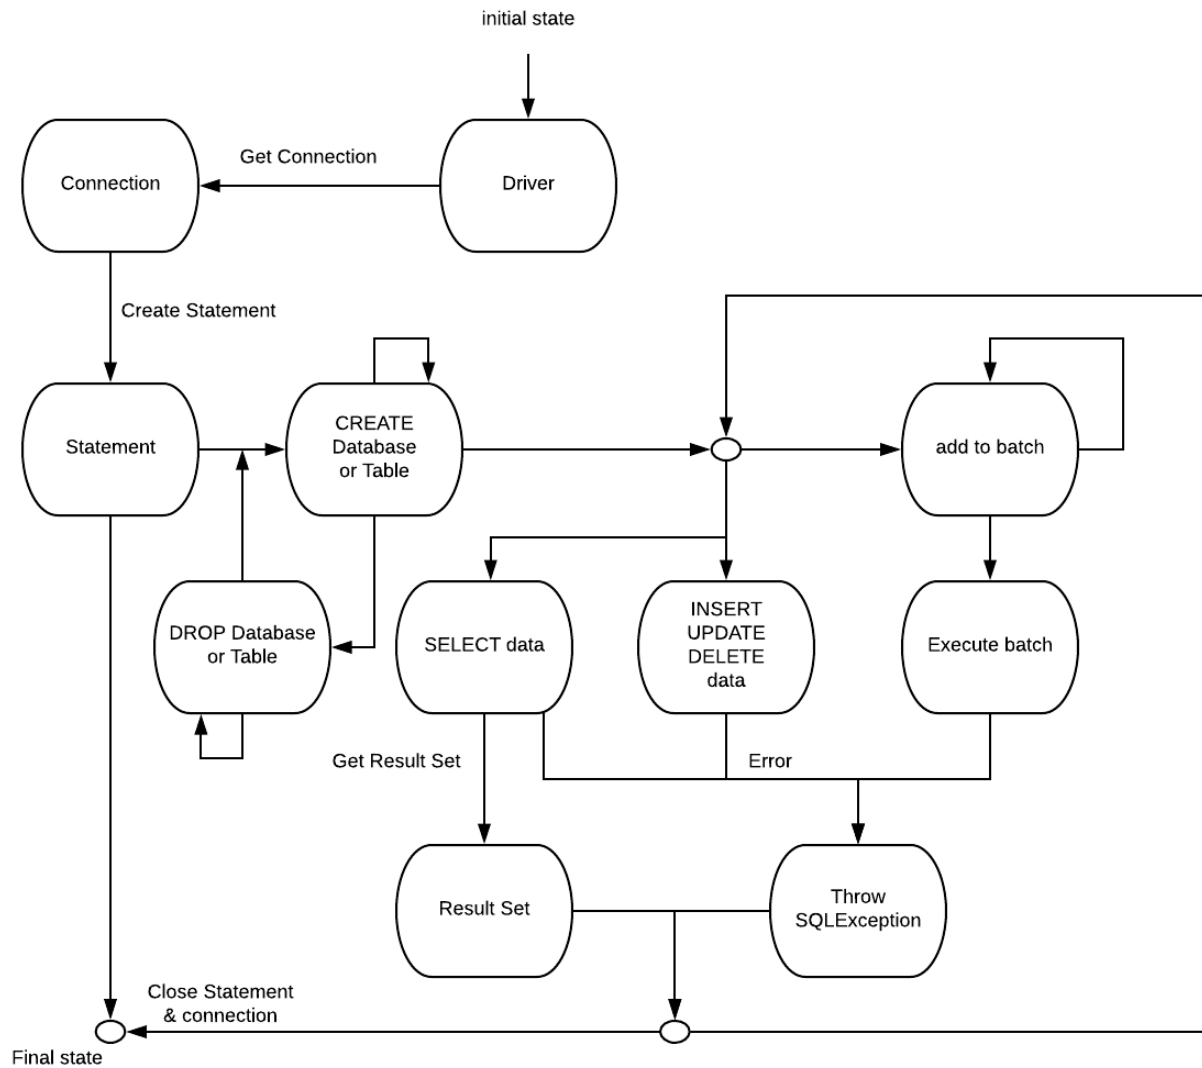 initial state
Get Connection
Connection
Driver
Create Statement
Statement
CREATE
Database
or Table
add to batch
DROP Database
or Table
SELECT data
INSERT
UPDATE
DELETE
data
Execute batch
Get Result Set
Error
Result Set
Throw
SQLException
Close Statement
& connection
Final state